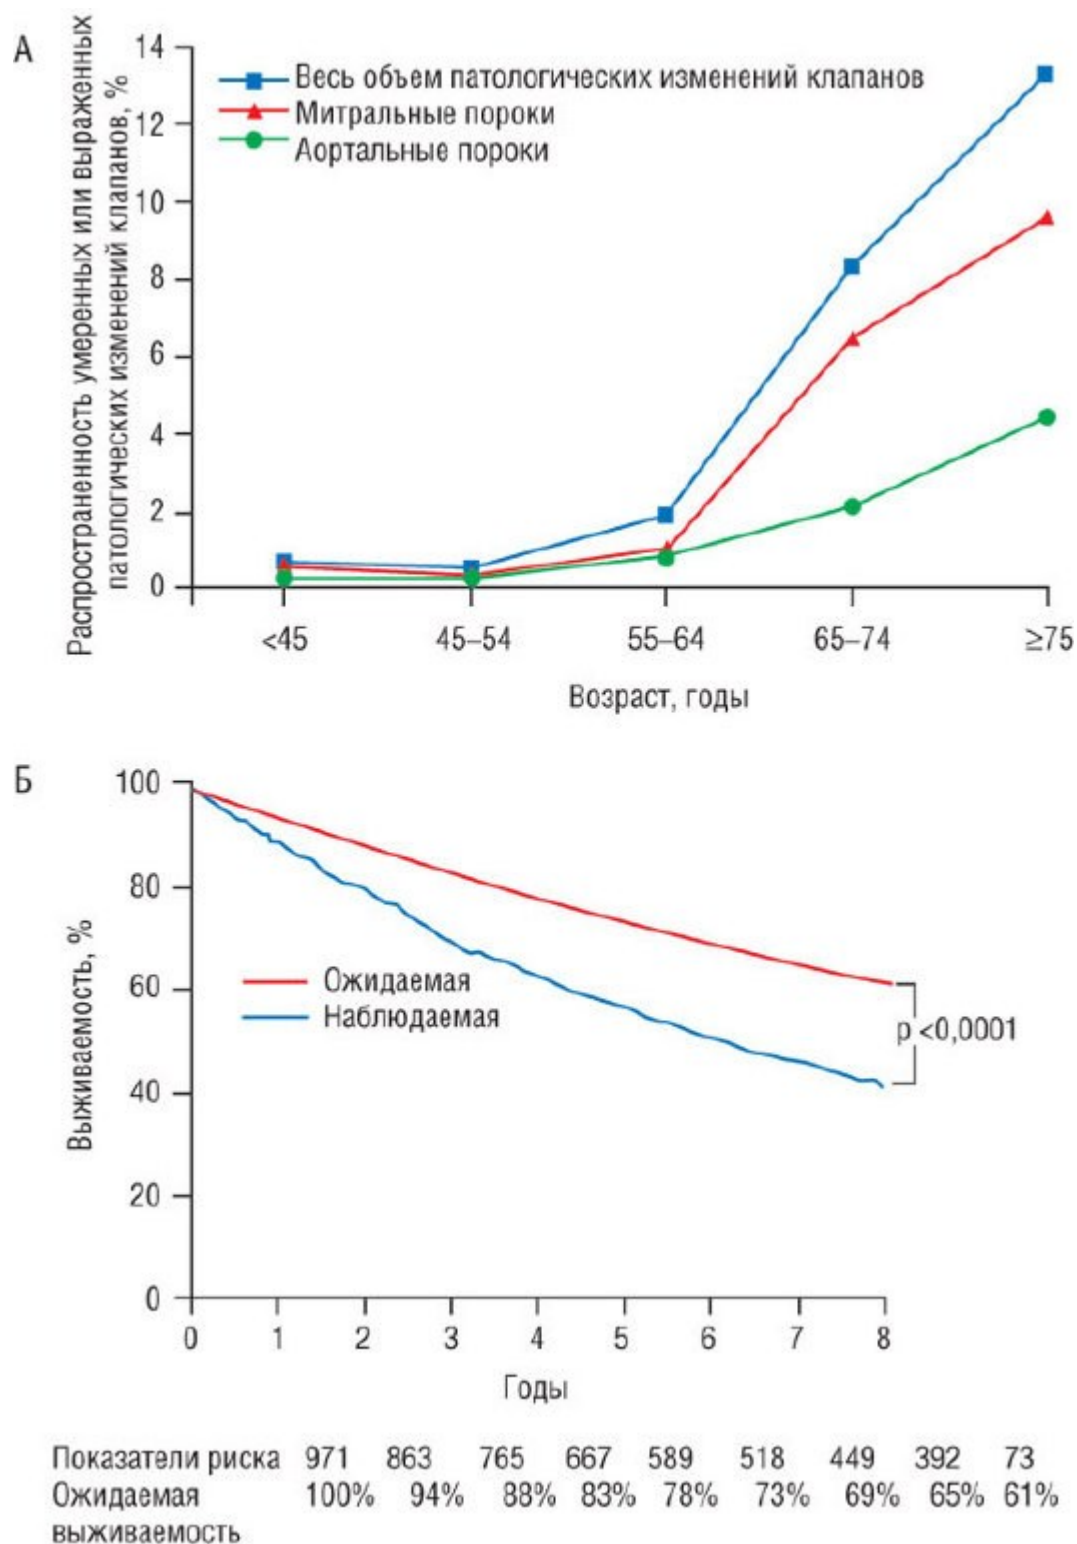 А
Распространенность умеренных или выраженных
патологических изменений клапанов, %
14
12
10
8
6
4
2
0
Весь объем патологических изменений клапанов
Митральные пороки
Аортальные пороки
<45 45–54 55–64 65–74 ≥75
Возраст, годы
Б
Выживаемость, %
100
80
60
40
20
0
Ожидаемая
Наблюдаемая
p <0,0001
0 1 2 3 4 5 6 7 8
Годы
Показатели риска 971 863 765 667 589 518 449 392 73
Ожидаемая 100% 94% 88% 83% 78% 73% 69% 65% 61%
выживаемость